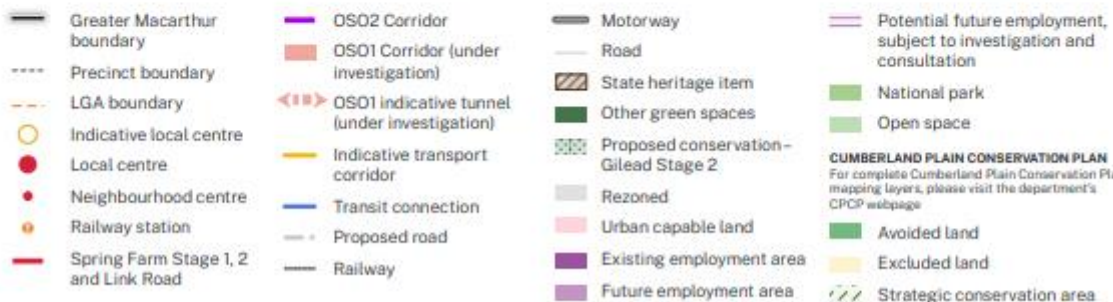 Greater Macarthur
boundary
Precinct boundary
LGA boundary
Indicative local centre
Local centre
Neighbourhood centre
Railway station
Spring Farm Stage 1, 2
and Link Road
OSO2 Corridor
OSO1 Corridor (under
investigation)
OSO1 indicative tunnel
(under investigation)
Indicative transport
corridor
Transit connection
Proposed road
Railway
Motorway
Road
State heritage item
Other green spaces
Proposed conservation–
Gilead Stage 2
Rezoned
Urban capable land
Existing employment area
Future employment area
Potential future employment,
subject to investigation and
consultation
National park
Open space
CUMBERLAND PLAIN CONSERVATION PLAN
For complete Cumberland Plain Conservation Pla
mapping layers, please visit the department's
CPCP webpage
Avoided land
Excluded land
Strategic conservation area